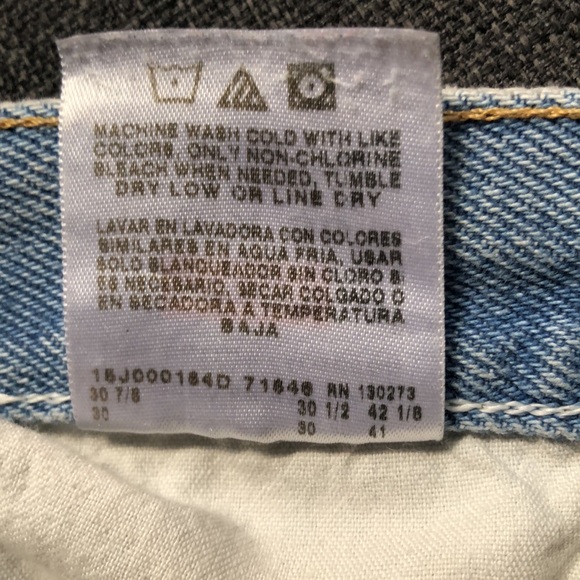 MACHINE WASH COLD WITH LIKE
COLORS, ONLY NON-CHLORINE
BLEACH WHEN NEEDED, TUMBLE
DRY LOW OR LINE DRY
LAVAR EN LAVADORA CON COLORES
SIMILARES EN AGUA FRIA, USAR
SOLO BLANQUEADOR SIN CLORO SI
ES NECESARIO, SECAR COLGADO O
EN SECADORA A TEMPERATURA
BAJA
16J000184D 71646 RN 130273
30 7/8 30 1/2 42 1/8
30 30 41